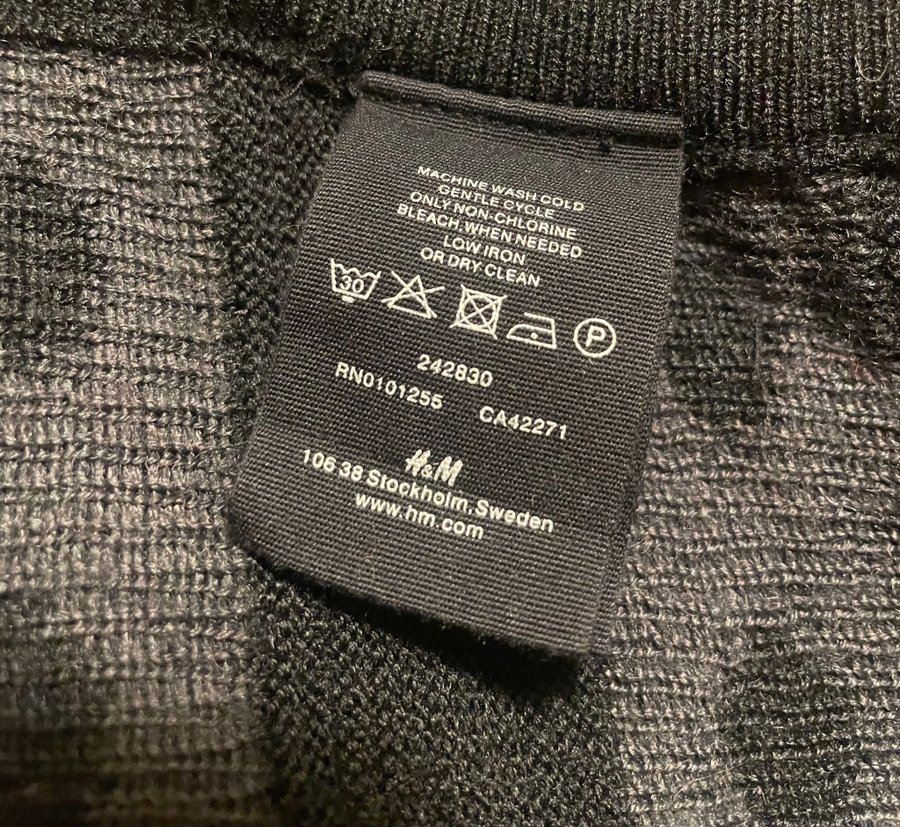 MACHINE WASH COLD
GENTLE CYCLE
ONLY NON-CHLORINE
BLEACH, WHEN NEEDED
LOW IRON
OR DRY CLEAN
30 P
242830
RN0101255 CA42271
H&M
106 38 Stockholm, Sweden
www.hm.com